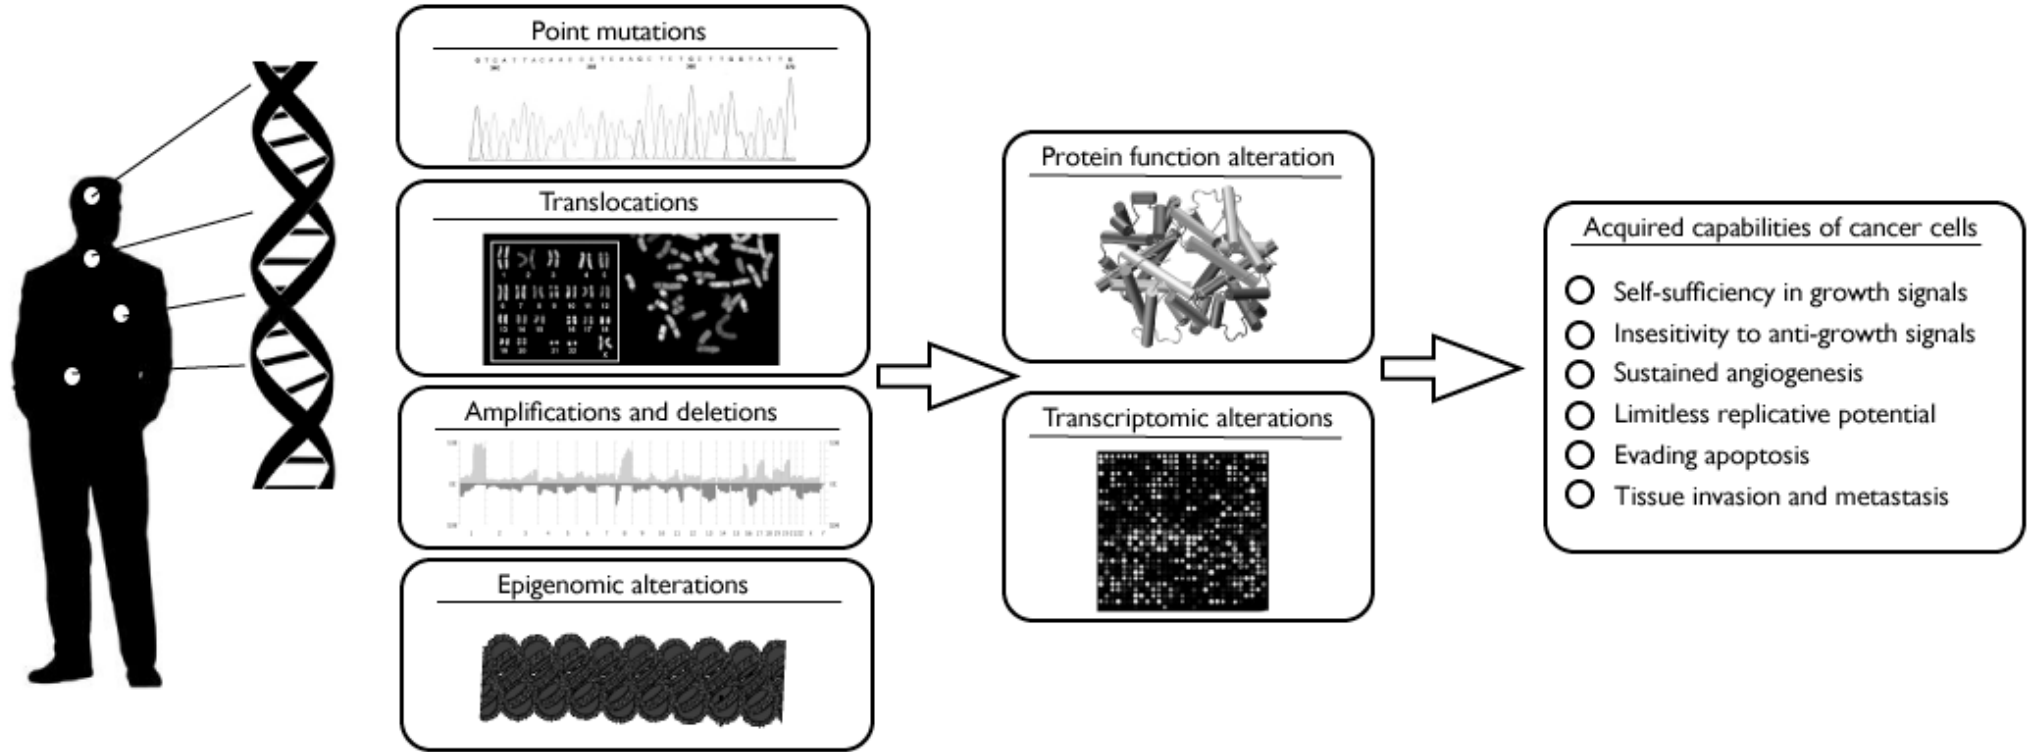 Point mutations
Translocations
Amplifications and deletions
Epigenomic alterations
Protein function alteration
Transcriptomic alterations
Acquired capabilities of cancer cells
Self-sufficiency in growth signals
Insesitivity to anti-growth signals
Sustained angiogenesis
Limitless replicative potential
Evading apoptosis
Tissue invasion and metastasis